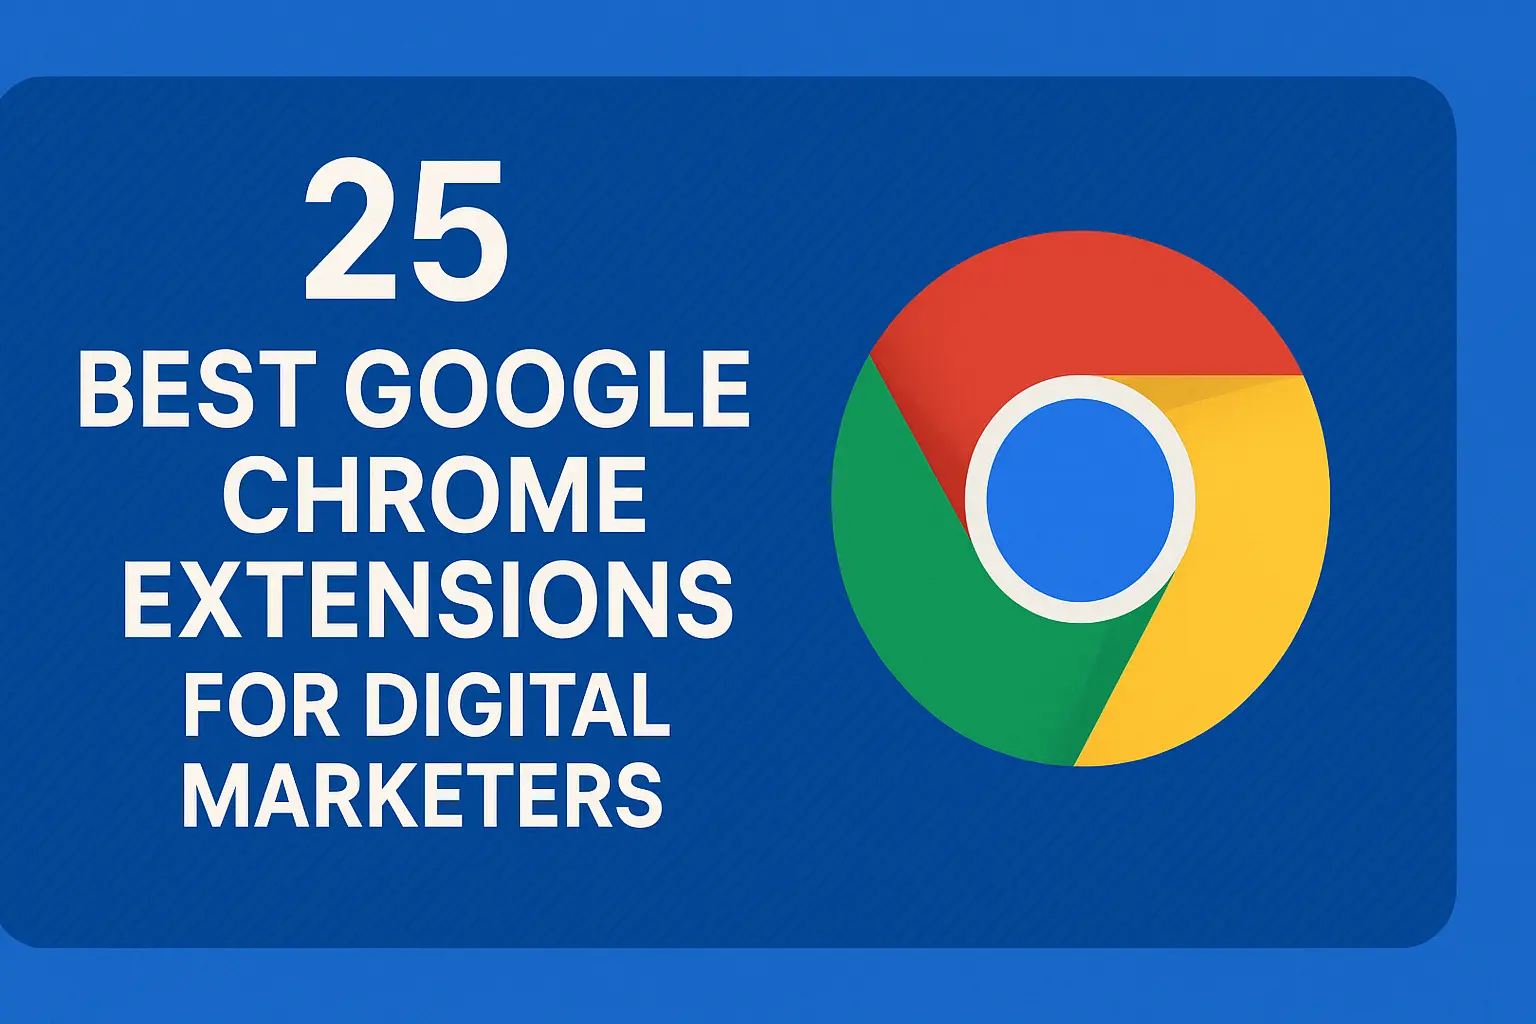 25
BEST GOOGLE
CHROME
EXTENSIONS
FOR DIGITAL
MARKETERS